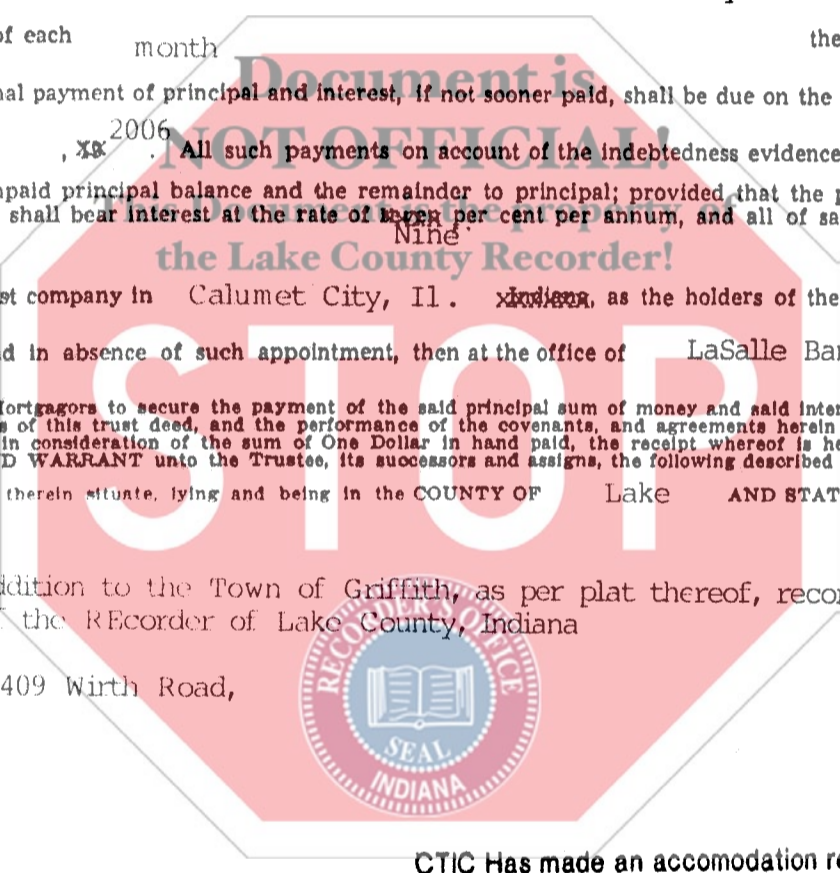 of each month the
nal payment of principal and interest, if not sooner paid, shall be due on the
, 2006 . All such payments on account of the indebtedness evidence
npaid principal balance and the remainder to principal; provided that the p
shall bear interest at the rate of seven per cent per annum, and all of sa
Nine
st company in Calumet City, Il. Indiana, as the holders of the
d in absence of such appointment, then at the office of LaSalle Ban
Mortgagors to secure the payment of the said principal sum of money and said inter
s of this trust deed, and the performance of the covenants, and agreements herein
in consideration of the sum of One Dollar in hand paid, the receipt whereof is he
D WARRANT unto the Trustee, its successors and assigns, the following described
therein situate, lying and being in the COUNTY OF Lake AND STAT
ddition to the Town of Griffith, as per plat thereof, recor
f the REcorder of Lake County, Indiana
409 Wirth Road,
CTIC Has made an accomodation re
Document is
NOT OFFICIAL!
This Document is the property of
the Lake County Recorder!
STOP
RECORDER'S OFFICE
SEAL
INDIANA